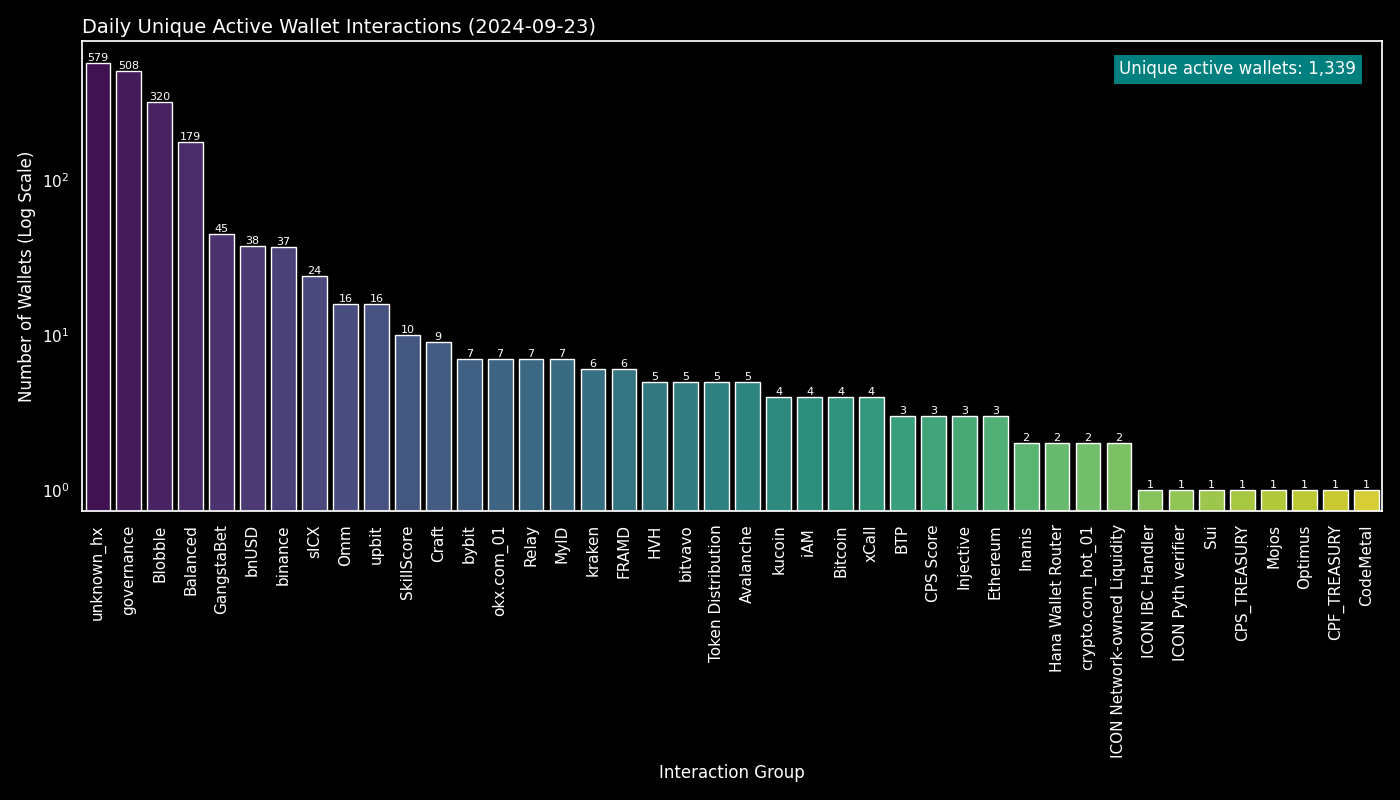 Daily Unique Active Wallet Interactions (2024-09-23)
Unique active wallets: 1,339
Number of Wallets (Log Scale)
10²
10¹
10⁰
579
508
320
179
45
38
37
24
16
16
10
9
7
7
7
7
6
6
5
5
5
5
4
4
4
4
3
3
3
3
2
2
2
2
1
1
1
1
1
1
1
1
unknown_hx
governance
Blobble
Balanced
GangstaBet
bnUSD
binance
sICX
Omm
upbit
SkillScore
Craft
bybit
okx.com_01
Relay
MyID
kraken
FRAMD
HVH
bitvavo
Token Distribution
Avalanche
kucoin
iAM
Bitcoin
xCall
BTP
CPS Score
Injective
Ethereum
Inanis
Hana Wallet Router
crypto.com_hot_01
ICON Network-owned Liquidity
ICON IBC Handler
ICON Pyth verifier
Sui
CPS_TREASURY
Mojos
Optimus
CPF_TREASURY
CodeMetal
Interaction Group